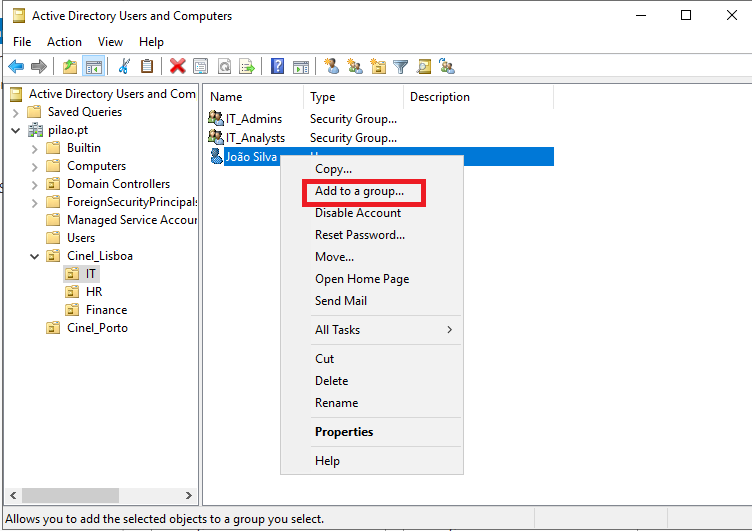 Active Directory Users and Computers
File Action View Help
Active Directory Users and Com
Saved Queries
pilao.pt
Builtin
Computers
Domain Controllers
ForeignSecurityPrincipals
Managed Service Accour
Users
Cinel_Lisboa
IT
HR
Finance
Cinel_Porto
Name Type Description
IT_Admins Security Group...
IT_Analysts Security Group...
João Silva
Copy...
Add to a group...
Disable Account
Reset Password...
Move...
Open Home Page
Send Mail
All Tasks
Cut
Delete
Rename
Properties
Help
Allows you to add the selected objects to a group you select.